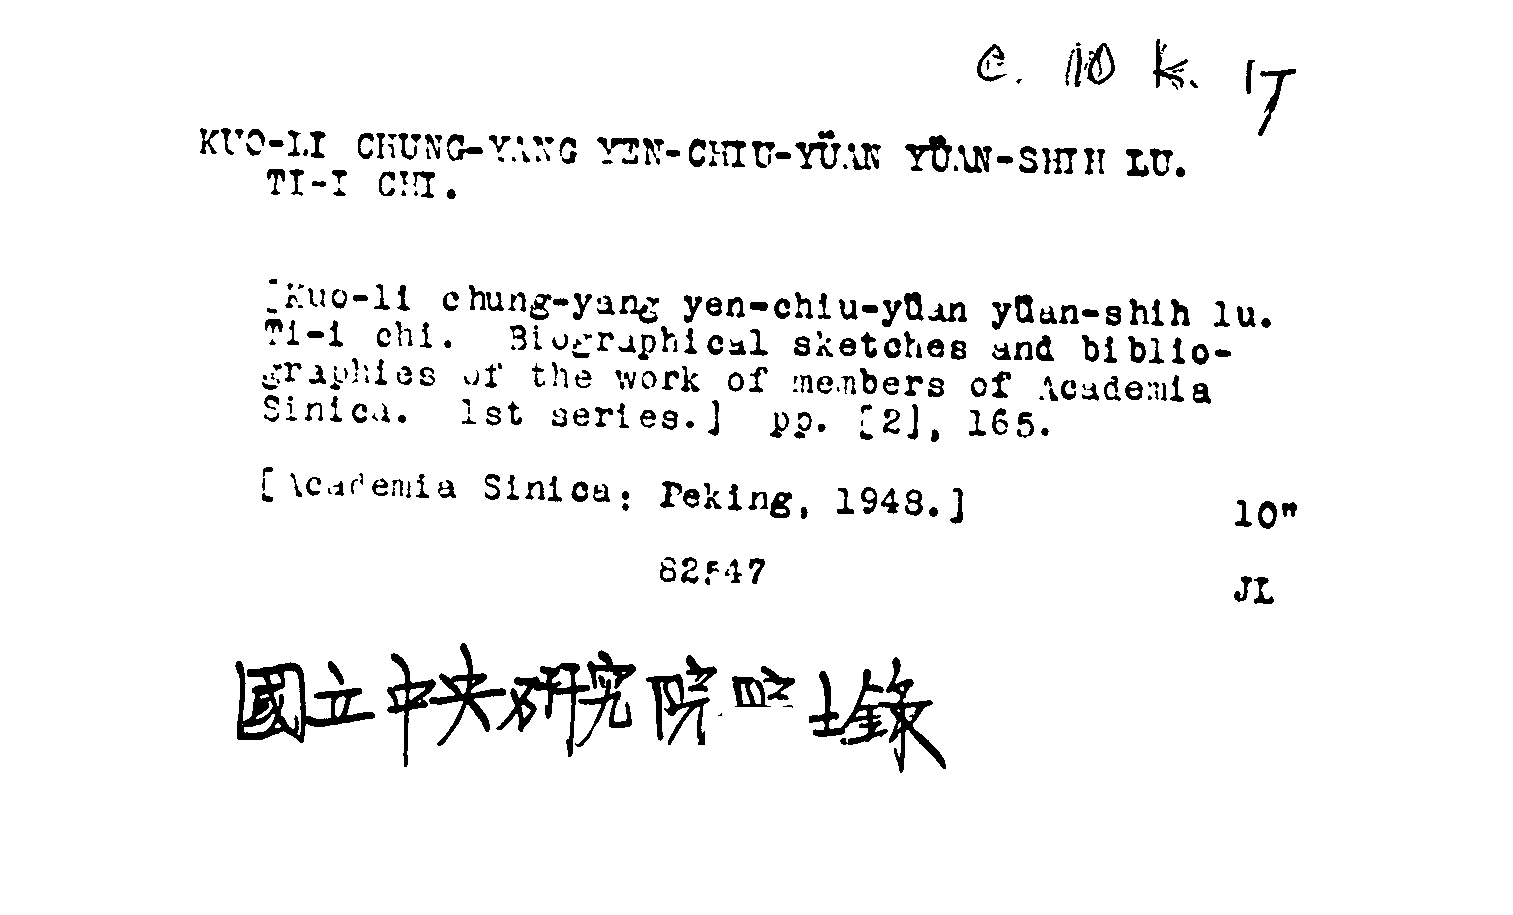 c. 10 k. 17
KUO-LI CHUNG-YANG YEN-CHIU-YÜAN YÜAN-SHIH LU.
TI-I CHI.
[Kuo-li chung-yang yen-chiu-yüan yüan-shih lu.
Ti-i chi. Biographical sketches and biblio-
graphies of the work of members of Academia
Sinica. 1st series.] pp. [2], 165.
[Academia Sinica: Peking, 1948.]
10"
82547
JL
國立中央研究院院士錄